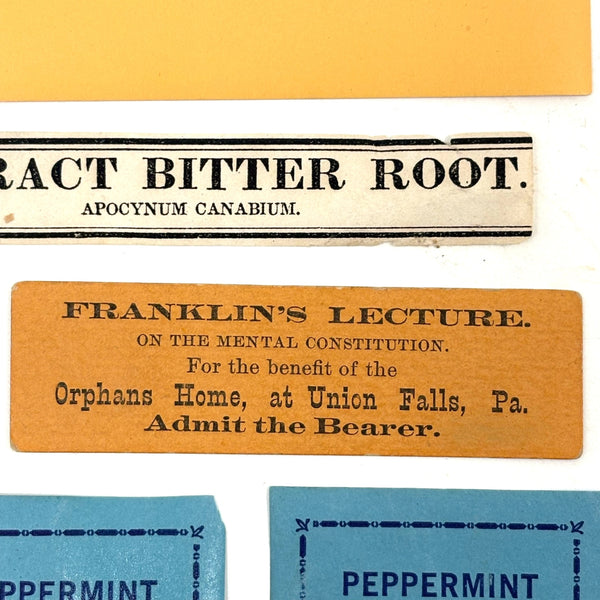 RACT BITTER ROOT.
APOCYNUM CANABIUM.
FRANKLIN'S LECTURE.
ON THE MENTAL CONSTITUTION.
For the benefit of the
Orphans Home, at Union Falls, Pa.
Admit the Bearer.
PPERMINT
PEPPERMINT